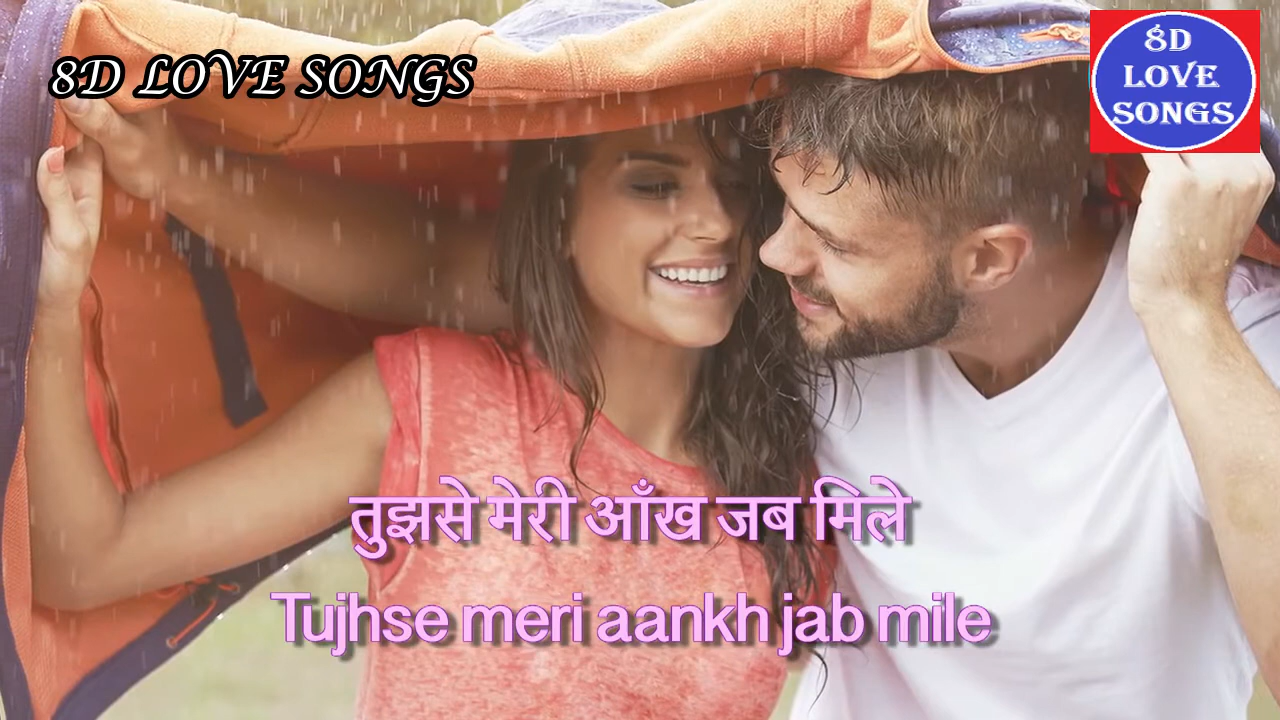 8D LOVE SONGS
8D
LOVE
SONGS
तुझसे मेरी आँख जब मिले
Tujhse meri aankh jab mile